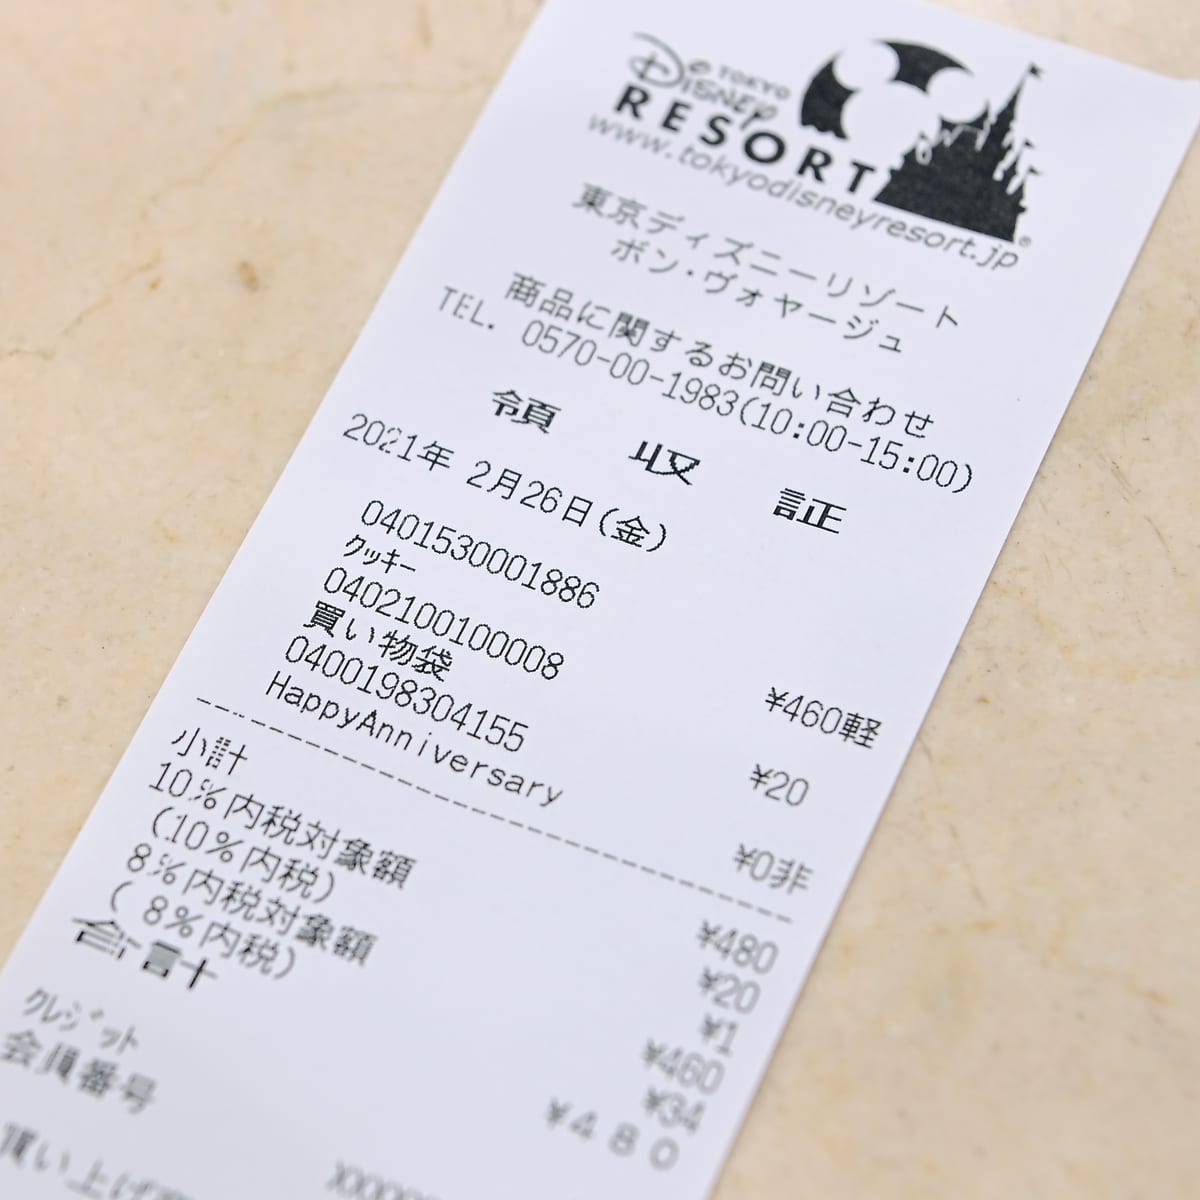 TOKYO
Disney
RESORT
www.tokyodisneyresort.jp
東京ディズニーリゾート
ボン・ヴォヤージュ
商品に関するお問い合わせ
TEL. 0570-00-1983(10:00-15:00)
領 収 証
2021年 2月26日(金)
0401530001886
クッキー ¥460軽
0402100100008
買い物袋 ¥20
0400198304155
HappyAnniversary ¥0非
小計 ¥480
10%内税対象額 ¥20
(10%内税) ¥1
8%内税対象額 ¥460
( 8%内税) ¥34
合計 ¥480
クレジット
会員番号
買い上げ